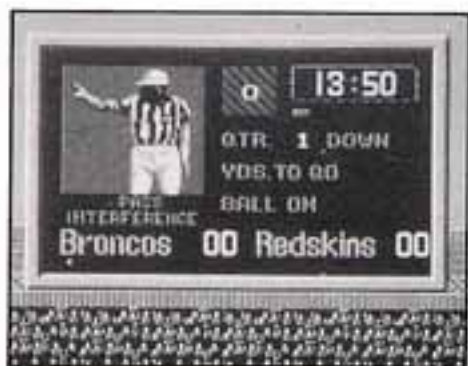 0 13:50
QTR. 1 DOWN
YDS. TO GO
BALL ON
PASS
INTERFERENCE
Broncos 00 Redskins 00